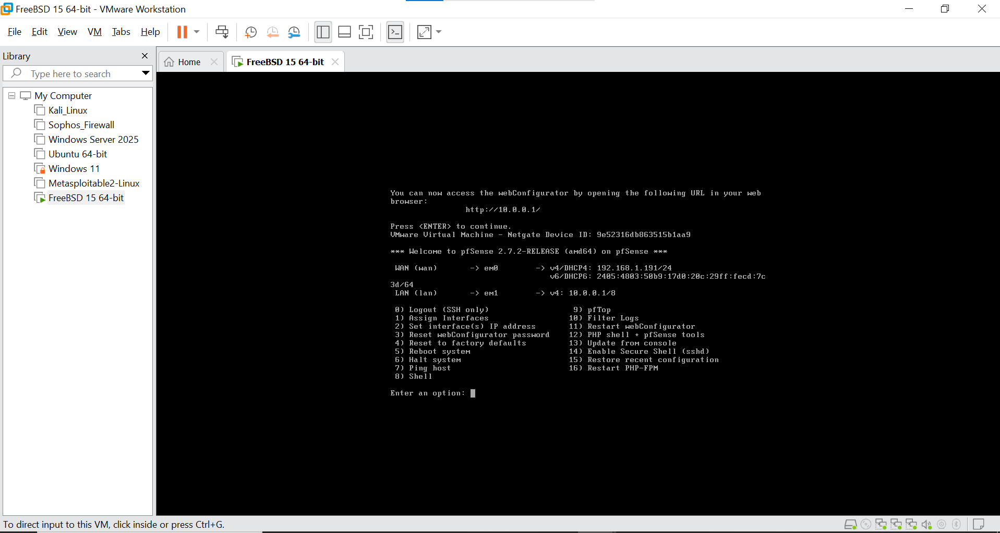 FreeBSD 15 64-bit - VMware Workstation
File Edit View VM Tabs Help
Library
Type here to search
My Computer
Kali_Linux
Sophos_Firewall
Windows Server 2025
Ubuntu 64-bit
Windows 11
Metasploitable2-Linux
FreeBSD 15 64-bit
Home
FreeBSD 15 64-bit
You can now access the webConfigurator by opening the following URL in your web
browser:
http://10.0.0.1/
Press <ENTER> to continue.
VMware Virtual Machine - Netgate Device ID: 9e52316db863515b1aa9
*** Welcome to pfSense 2.7.2-RELEASE (amd64) on pfSense ***
WAN (wan) -> em0 -> v4/DHCP4: 192.168.1.191/24
v6/DHCP6: 2405:4803:50b9:17d0:20c:29ff:fecd:7c
3d/64
LAN (lan) -> em1 -> v4: 10.0.0.1/8
0) Logout (SSH only) 9) pfTop
1) Assign Interfaces 10) Filter Logs
2) Set interface(s) IP address 11) Restart webConfigurator
3) Reset webConfigurator password 12) PHP shell + pfSense tools
4) Reset to factory defaults 13) Update from console
5) Reboot system 14) Enable Secure Shell (sshd)
6) Halt system 15) Restore recent configuration
7) Ping host 16) Restart PHP-FPM
8) Shell
Enter an option:
To direct input to this VM, click inside or press Ctrl+G.